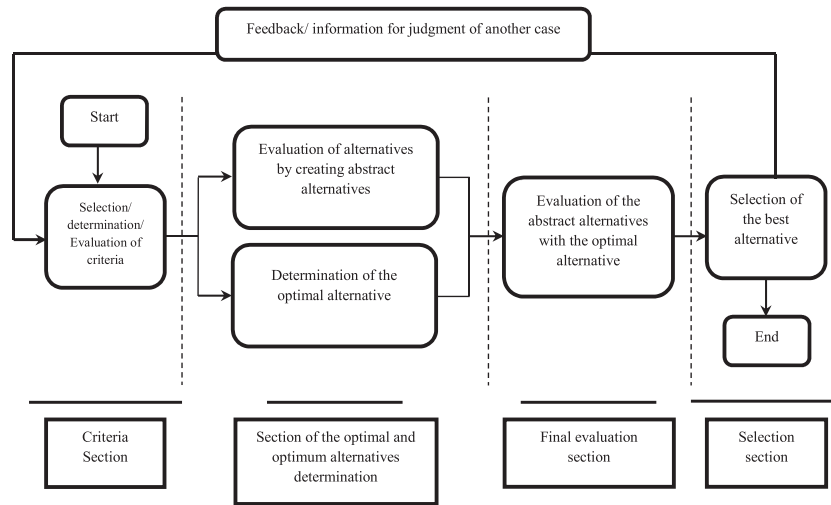 Feedback/ information for judgment of another case
Start
Selection/
determination/
Evaluation of
criteria
Evaluation of alternatives
by creating abstract
alternatives
Determination of the
optimal alternative
Evaluation of the
abstract alternatives
with the optimal
alternative
Selection of
the best
alternative
End
Criteria
Section
Section of the optimal and
optimum alternatives
determination
Final evaluation
section
Selection
section